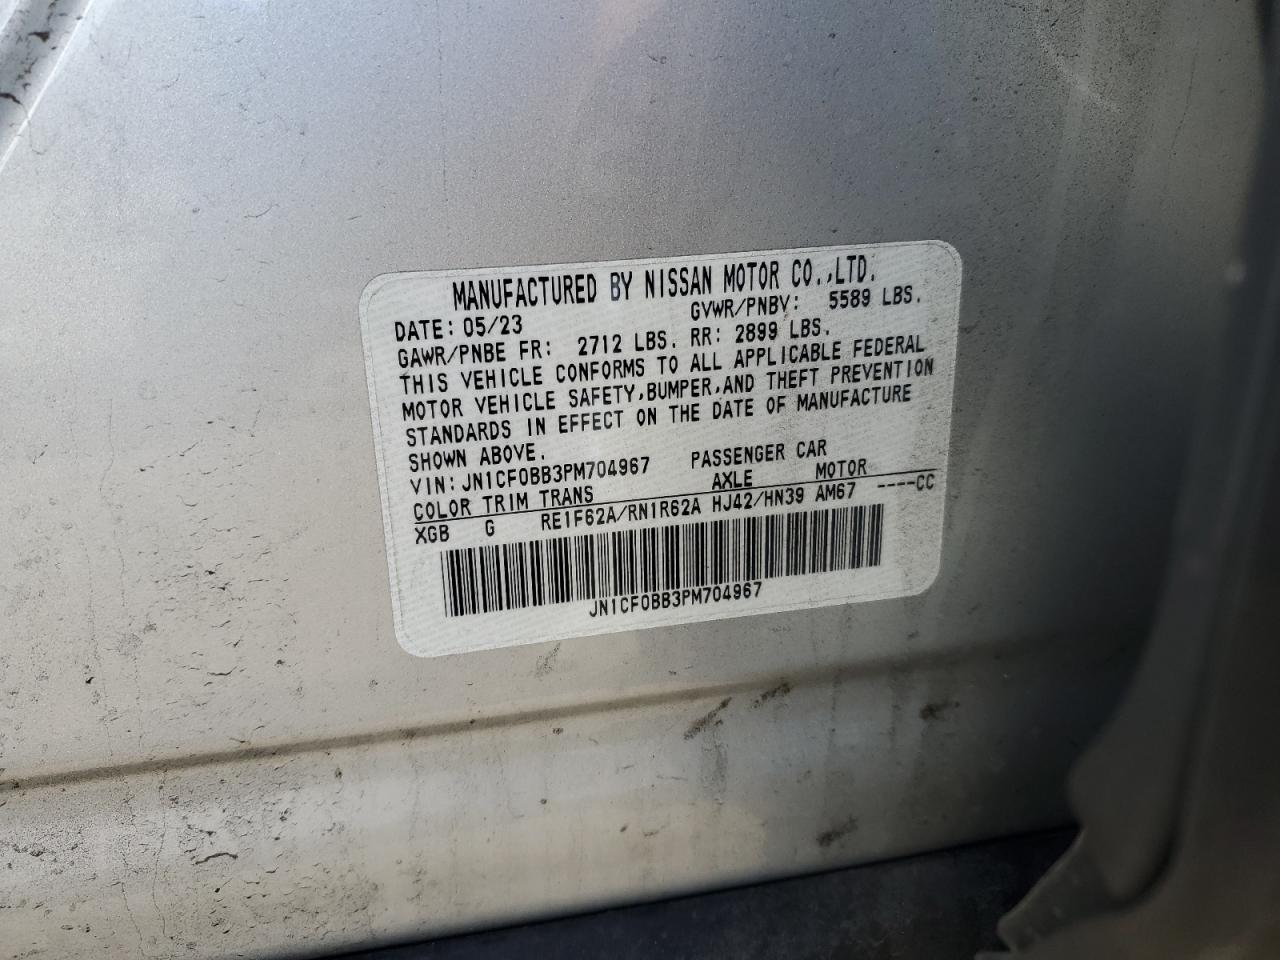 MANUFACTURED BY NISSAN MOTOR CO.,LTD.
DATE: 05/23 GVWR/PNBV: 5589 LBS.
GAWR/PNBE FR: 2712 LBS. RR: 2899 LBS.
THIS VEHICLE CONFORMS TO ALL APPLICABLE FEDERAL
MOTOR VEHICLE SAFETY,BUMPER,AND THEFT PREVENTION
STANDARDS IN EFFECT ON THE DATE OF MANUFACTURE
SHOWN ABOVE.
VIN: JN1CF0BB3PM704967 PASSENGER CAR
COLOR TRIM TRANS AXLE MOTOR
XGB G RE1F62A/RN1R62A HJ42/HN39 AM67 ----CC
JN1CF0BB3PM704967